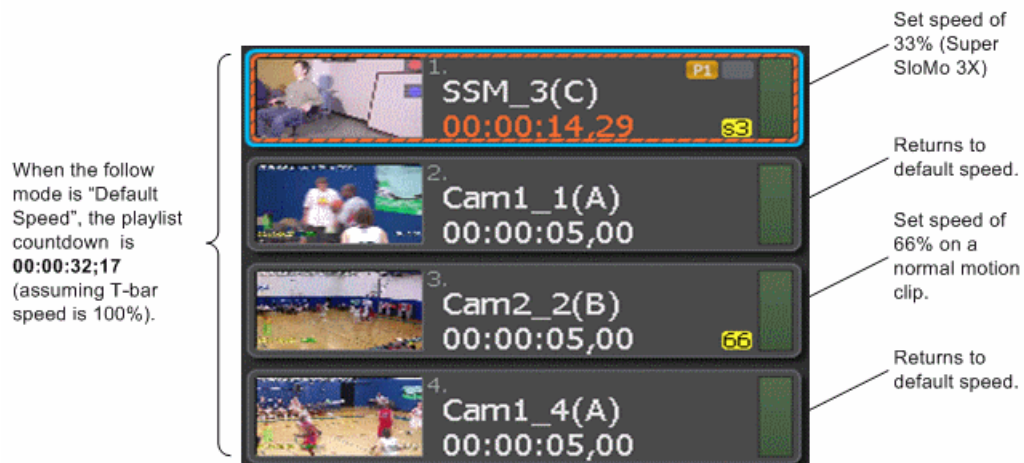 When the follow
mode is "Default
Speed", the playlist
countdown is
00:00:32;17
(assuming T-bar
speed is 100%).
1.
P1
SSM_3(C)
00:00:14,29
s3
2.
Cam1_1(A)
00:00:05,00
3.
Cam2_2(B)
00:00:05,00
66
4.
Cam1_4(A)
00:00:05,00
Set speed of
33% (Super
SloMo 3X)
Returns to
default speed.
Set speed of
66% on a
normal motion
clip.
Returns to
default speed.